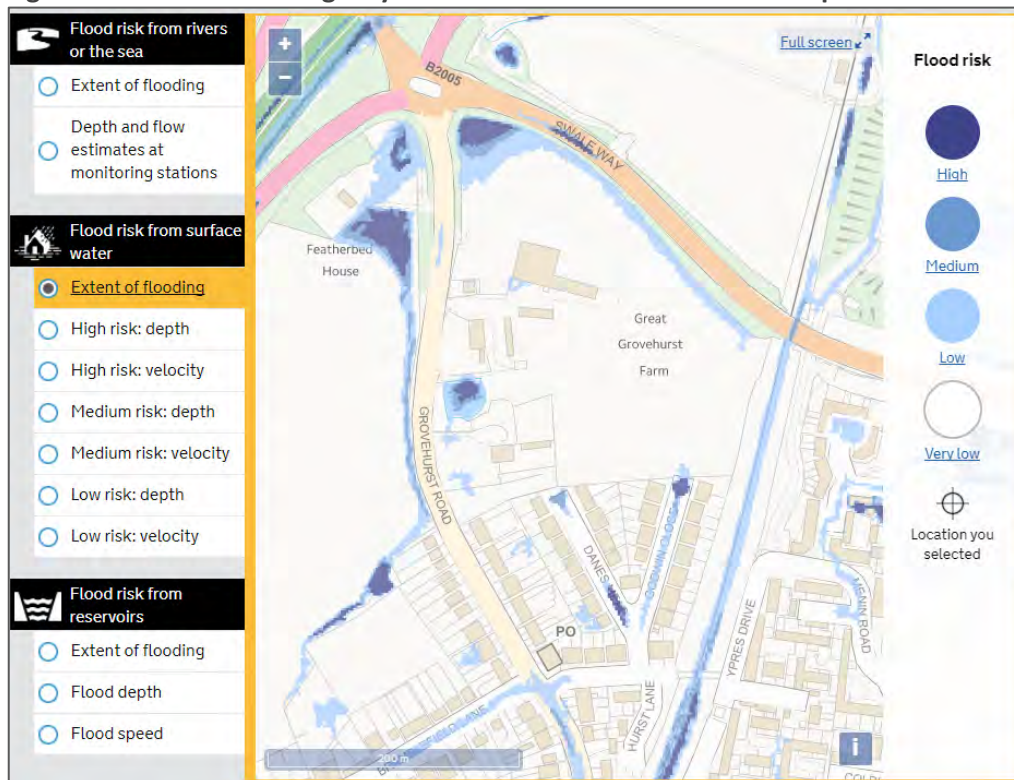 Flood risk from rivers
or the sea
Extent of flooding
Depth and flow
estimates at
monitoring stations
Flood risk from surface
water
Extent of flooding
High risk: depth
High risk: velocity
Medium risk: depth
Medium risk: velocity
Low risk: depth
Low risk: velocity
Flood risk from
reservoirs
Extent of flooding
Flood depth
Flood speed
+
−
Full screen
B2005
SWALE WAY
Featherbed
House
Great
Grovehurst
Farm
GROVEHURST ROAD
DANES
GODWIN CLOSE
PO
YPRES DRIVE
MENIN ROAD
HURST LANE
200 m
i
Flood risk
High
Medium
Low
Very low
Location you
selected